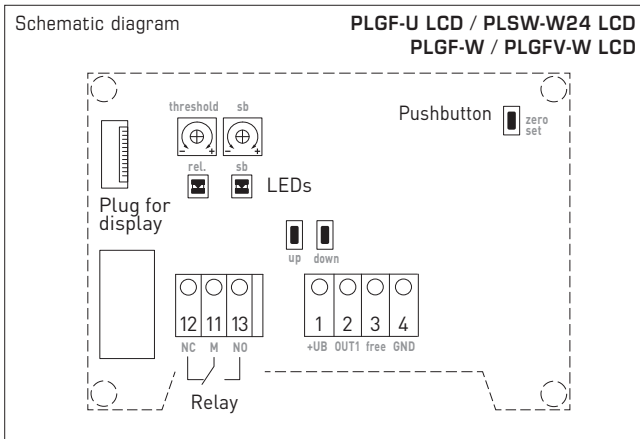 Schematic diagram
PLGF-U LCD / PLSW-W24 LCD
PLGF-W / PLGFV-W LCD
threshold sb
- + - +
Pushbutton
zero
set
rel. sb
LEDs
Plug for
display
up down
12 11 13
NC M NO
1 2 3 4
+UB OUT1 free GND
Relay